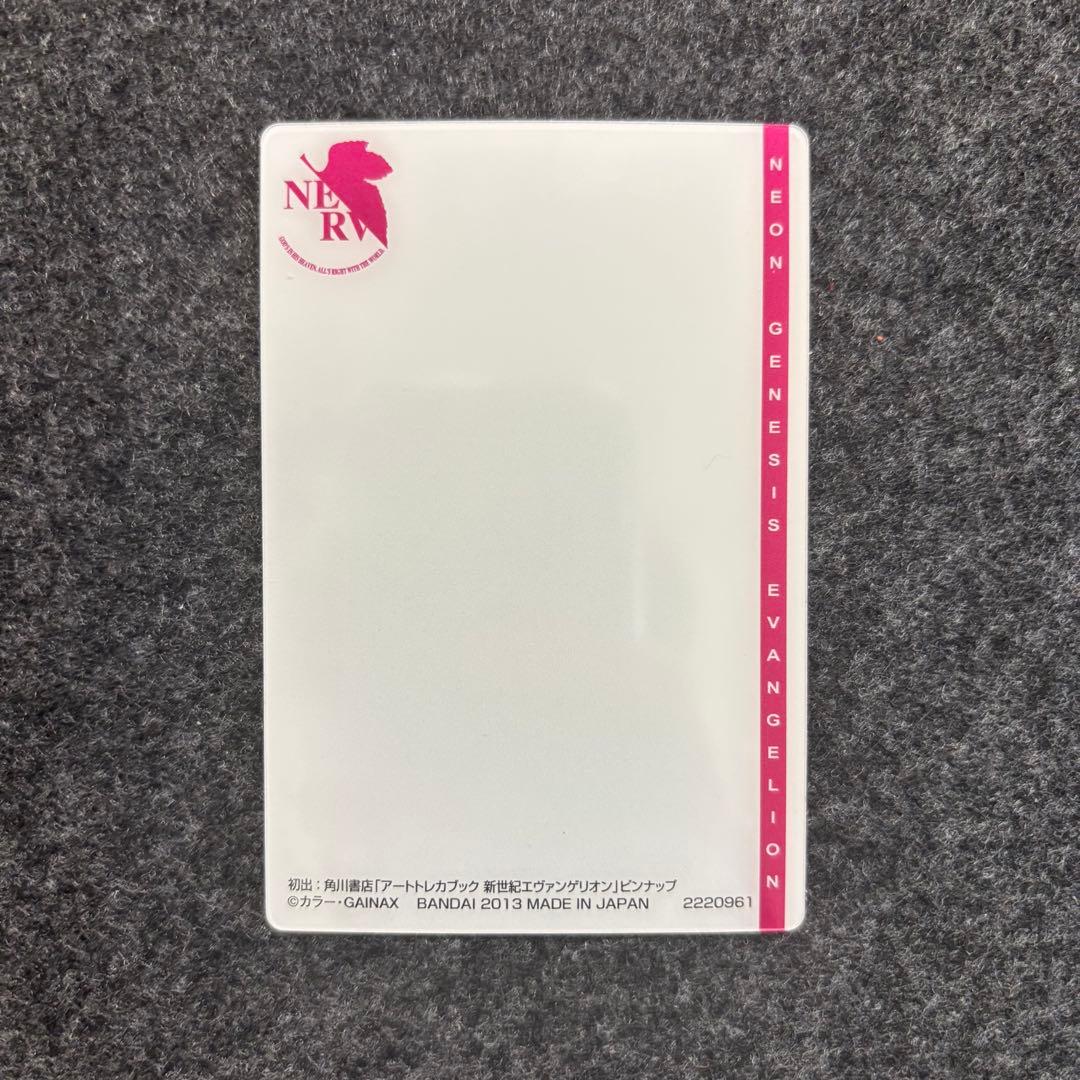 NE
RV
GOD'S IN HIS HEAVEN. ALL'S RIGHT WITH THE WORLD.
NEON GENESIS EVANGELION
初出：角川書店「アートトレカブック 新世紀エヴァンゲリオン」ピンナップ
©カラー・GAINAX BANDAI 2013 MADE IN JAPAN 2220961